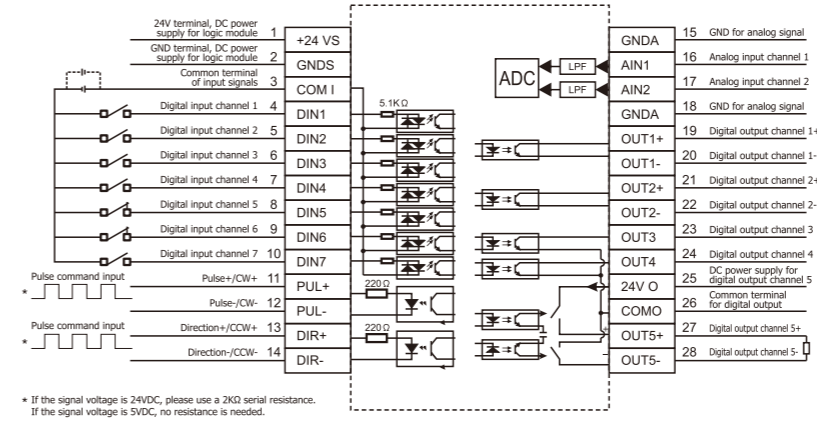 24V terminal, DC power
supply for logic module 1 +24 VS
GND terminal, DC power
supply for logic module 2 GNDS
Common terminal
of input signals 3 COM I
Digital input channel 1 4 DIN1
Digital input channel 2 5 DIN2
Digital input channel 3 6 DIN3
Digital input channel 4 7 DIN4
Digital input channel 5 8 DIN5
Digital input channel 6 9 DIN6
Digital input channel 7 10 DIN7
Pulse command input
* Pulse+/CW+ 11 PUL+
Pulse-/CW- 12 PUL-
Pulse command input
* Direction+/CCW+ 13 DIR+
Direction-/CCW- 14 DIR-
5.1KΩ
220Ω
220Ω
ADC
LPF
LPF
GNDA 15 GND for analog signal
AIN1 16 Analog input channel 1
AIN2 17 Analog input channel 2
GNDA 18 GND for analog signal
OUT1+ 19 Digital output channel 1+
OUT1- 20 Digital output channel 1-
OUT2+ 21 Digital output channel 2+
OUT2- 22 Digital output channel 2-
OUT3 23 Digital output channel 3
OUT4 24 Digital output channel 4
24V O 25 DC power supply for
digital output channel 5
COMO 26 Common terminal
for digital output
+ OUT5+ 27 Digital output channel 5+
- OUT5- 28 Digital output channel 5-
* If the signal voltage is 24VDC, please use a 2KΩ serial resistance.
If the signal voltage is 5VDC, no resistance is needed.